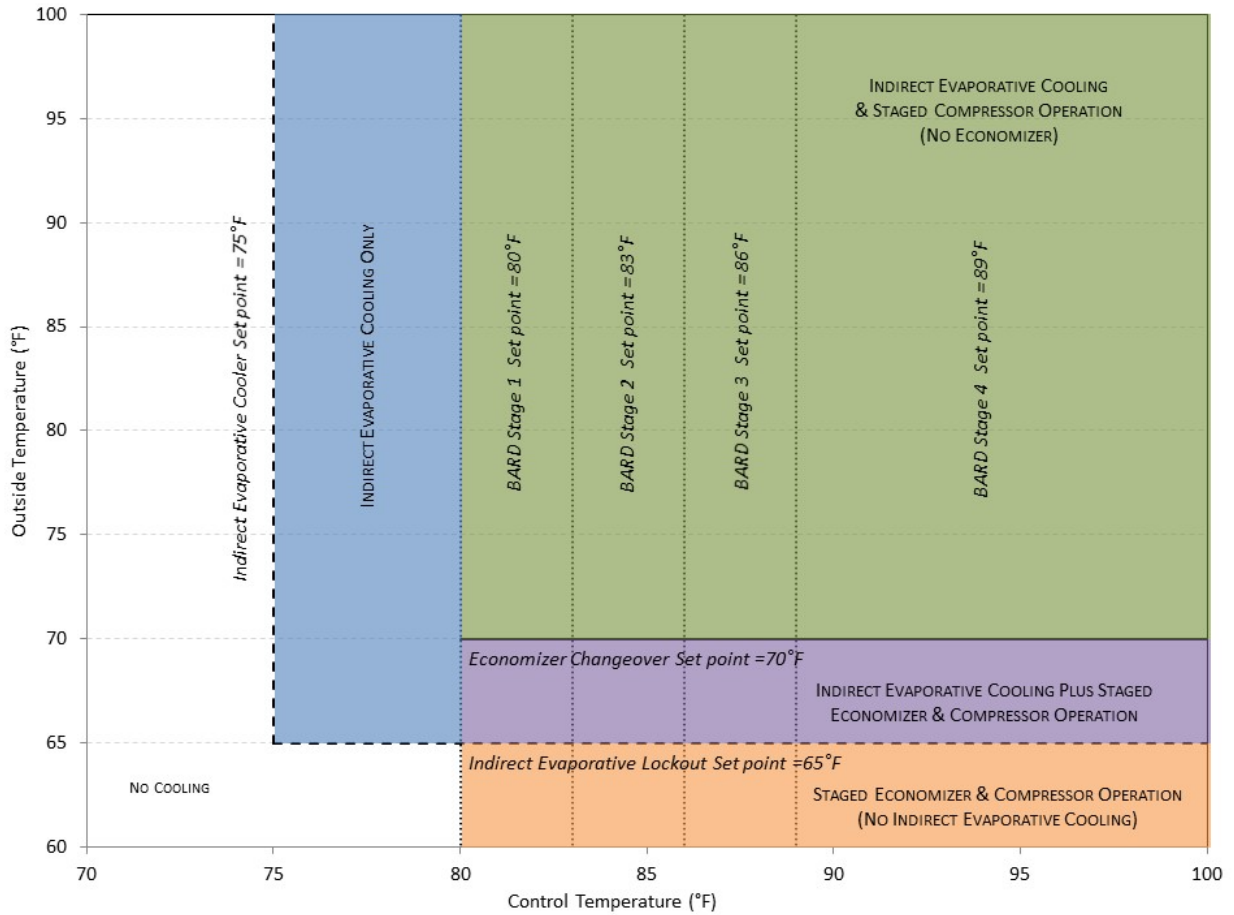 100
95
90
85
80
75
70
65
60
Outside Temperature (°F)
70
75
80
85
90
95
100
Control Temperature (°F)
Indirect Evaporative Cooler Set point = 75°F
INDIRECT EVAPORATIVE COOLING ONLY
BARD Stage 1 Set point = 80°F
BARD Stage 2 Set point = 83°F
BARD Stage 3 Set point = 86°F
BARD Stage 4 Set point = 89°F
INDIRECT EVAPORATIVE COOLING
& STAGED COMPRESSOR OPERATION
(NO ECONOMIZER)
Economizer Changeover Set point =70°F
INDIRECT EVAPORATIVE COOLING PLUS STAGED
ECONOMIZER & COMPRESSOR OPERATION
Indirect Evaporative Lockout Set point =65°F
STAGED ECONOMIZER & COMPRESSOR OPERATION
(NO INDIRECT EVAPORATIVE COOLING)
NO COOLING